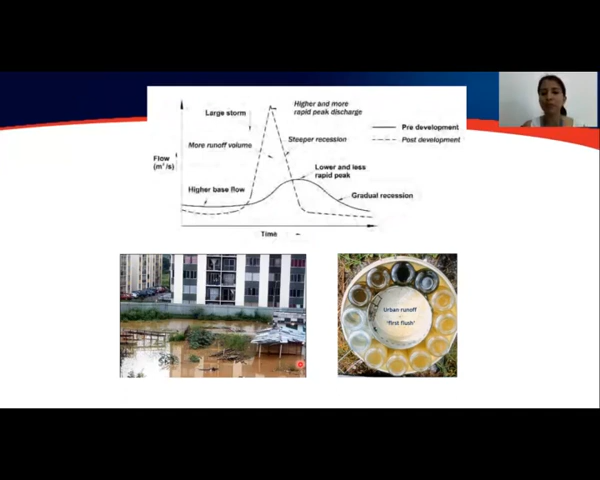 Higher and more
rapid peak discharge
Large storm
Pre development
Post development
More runoff volume
Steeper recession
Flow
(m³/s)
Lower and less
rapid peak
Higher base flow
Gradual recession
Time
Urban runoff
'first flush'